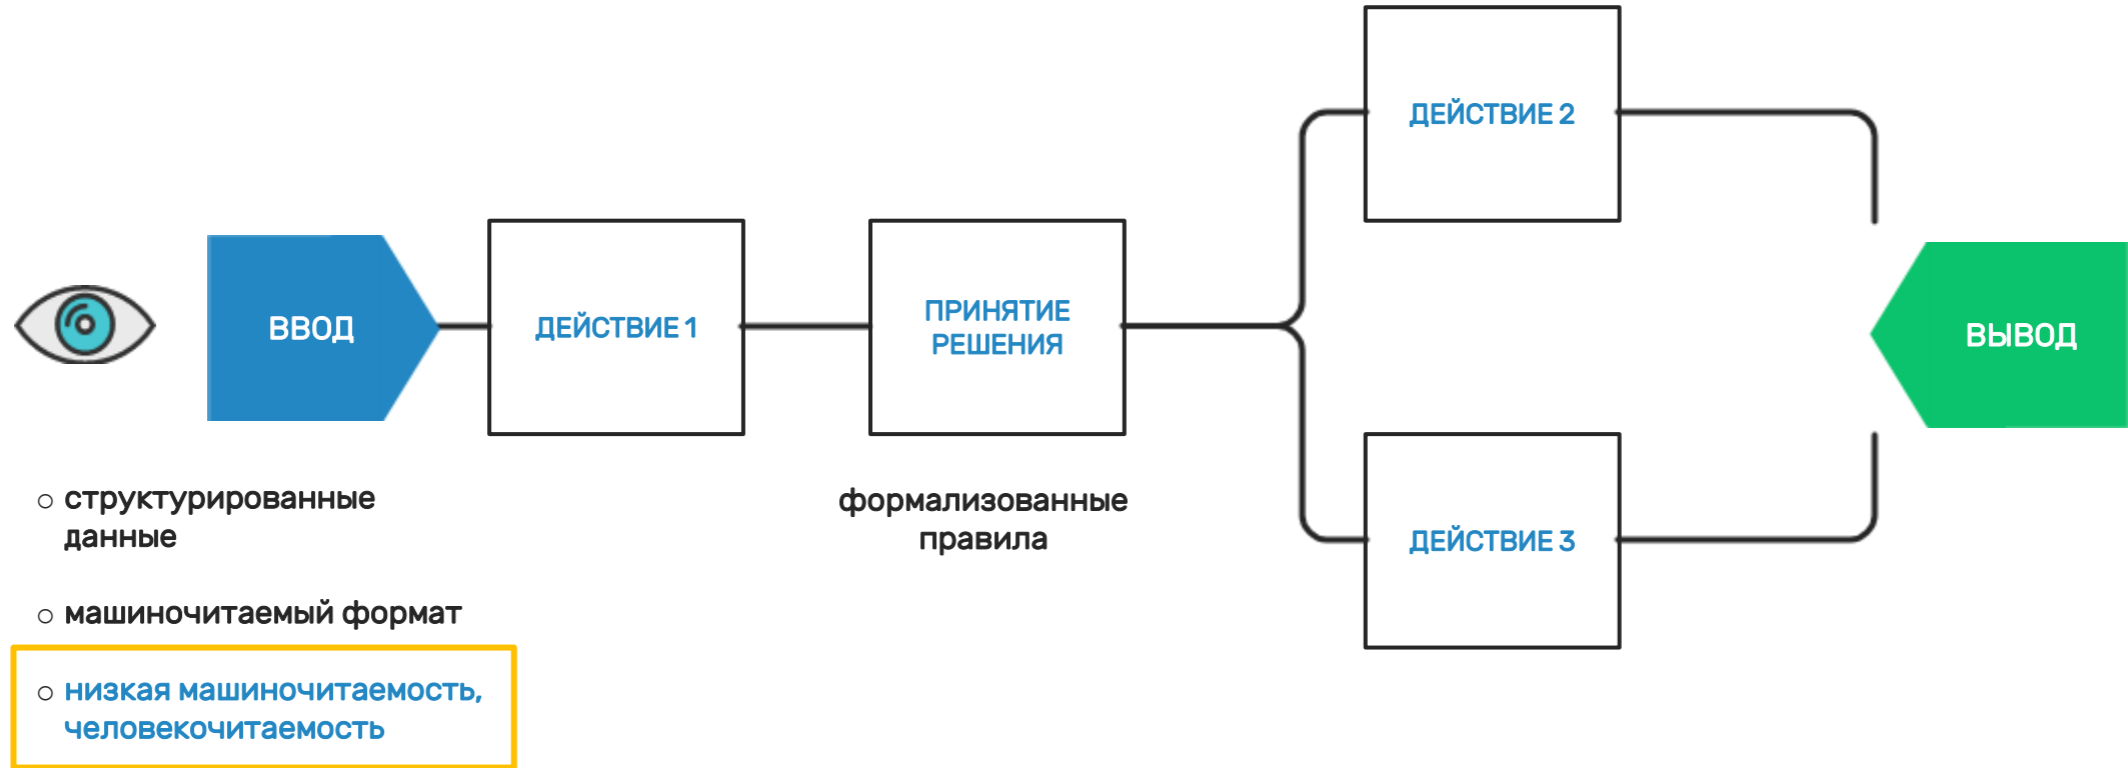 ДЕЙСТВИЕ 2
ВВОД
ДЕЙСТВИЕ 1
ПРИНЯТИЕ
РЕШЕНИЯ
ВЫВОД
структурированные
данные
формализованные
правила
ДЕЙСТВИЕ 3
машиночитаемый формат
низкая машиночитаемость,
человекочитаемость